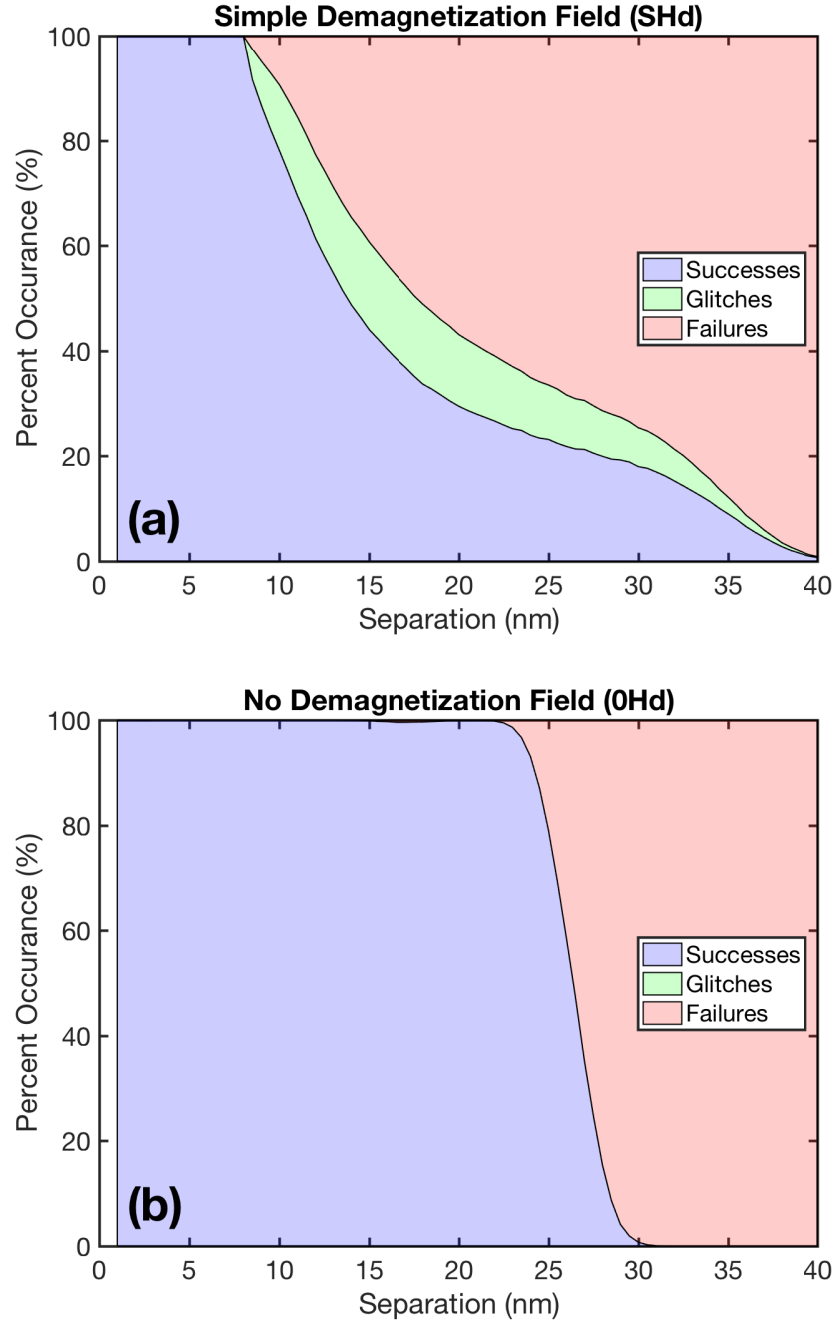 Simple Demagnetization Field (SHd)
100
80
60
40
20
0
Percent Occurance (%)
Successes
Glitches
Failures
(a)
0 5 10 15 20 25 30 35 40
Separation (nm)
No Demagnetization Field (0Hd)
100
80
60
40
20
0
Percent Occurance (%)
Successes
Glitches
Failures
(b)
0 5 10 15 20 25 30 35 40
Separation (nm)